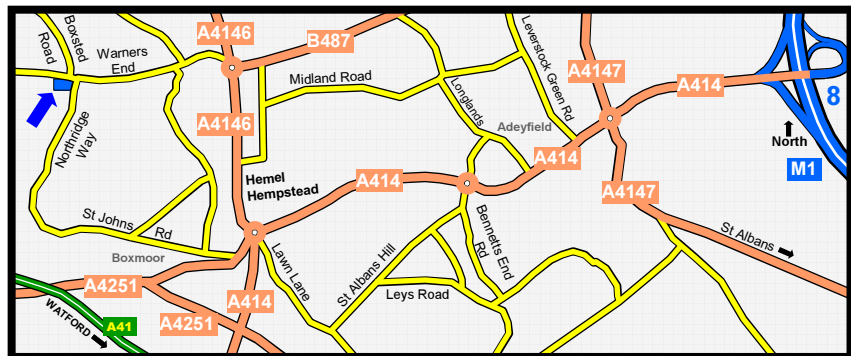 Boxsted
Road
Warners
End
A4146
B487
Leverstock Green Rd
A4147
A414
8
Midland Road
Longlands
A4146
Adeyfield
North
Northridge
Way
A414
M1
Hemel
Hempstead
A414
A4147
St Johns
Rd
St Albans
Bennetts End
Rd
Boxmoor
Lawn Lane
St Albans Hill
A4251
Leys Road
A414
WATFORD
A41
A4251